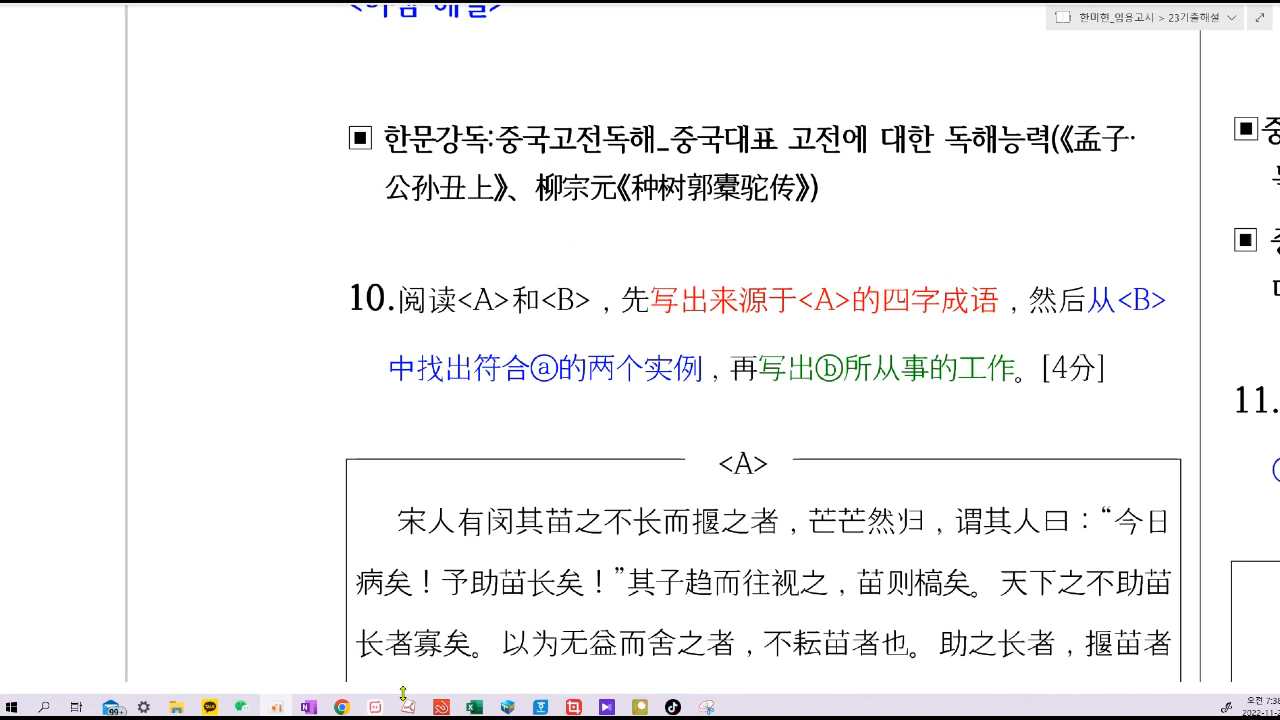 한미현_임용고시 > 23기출해설
▣ 한문강독:중국고전독해_중국대표 고전에 대한 독해능력(《孟子·
公孙丑上》、柳宗元《种树郭橐驼传》)
10.阅读<A>和<B>，先写出来源于<A>的四字成语，然后从<B>
中找出符合ⓐ的两个实例，再写出ⓑ所从事的工作。[4分]
<A>
宋人有闵其苗之不长而揠之者，芒芒然归，谓其人曰：“今日
病矣！予助苗长矣！”其子趋而往视之，苗则槁矣。天下之不助苗
长者寡矣。以为无益而舍之者，不耘苗者也。助之长者，揠苗者
11.
99+